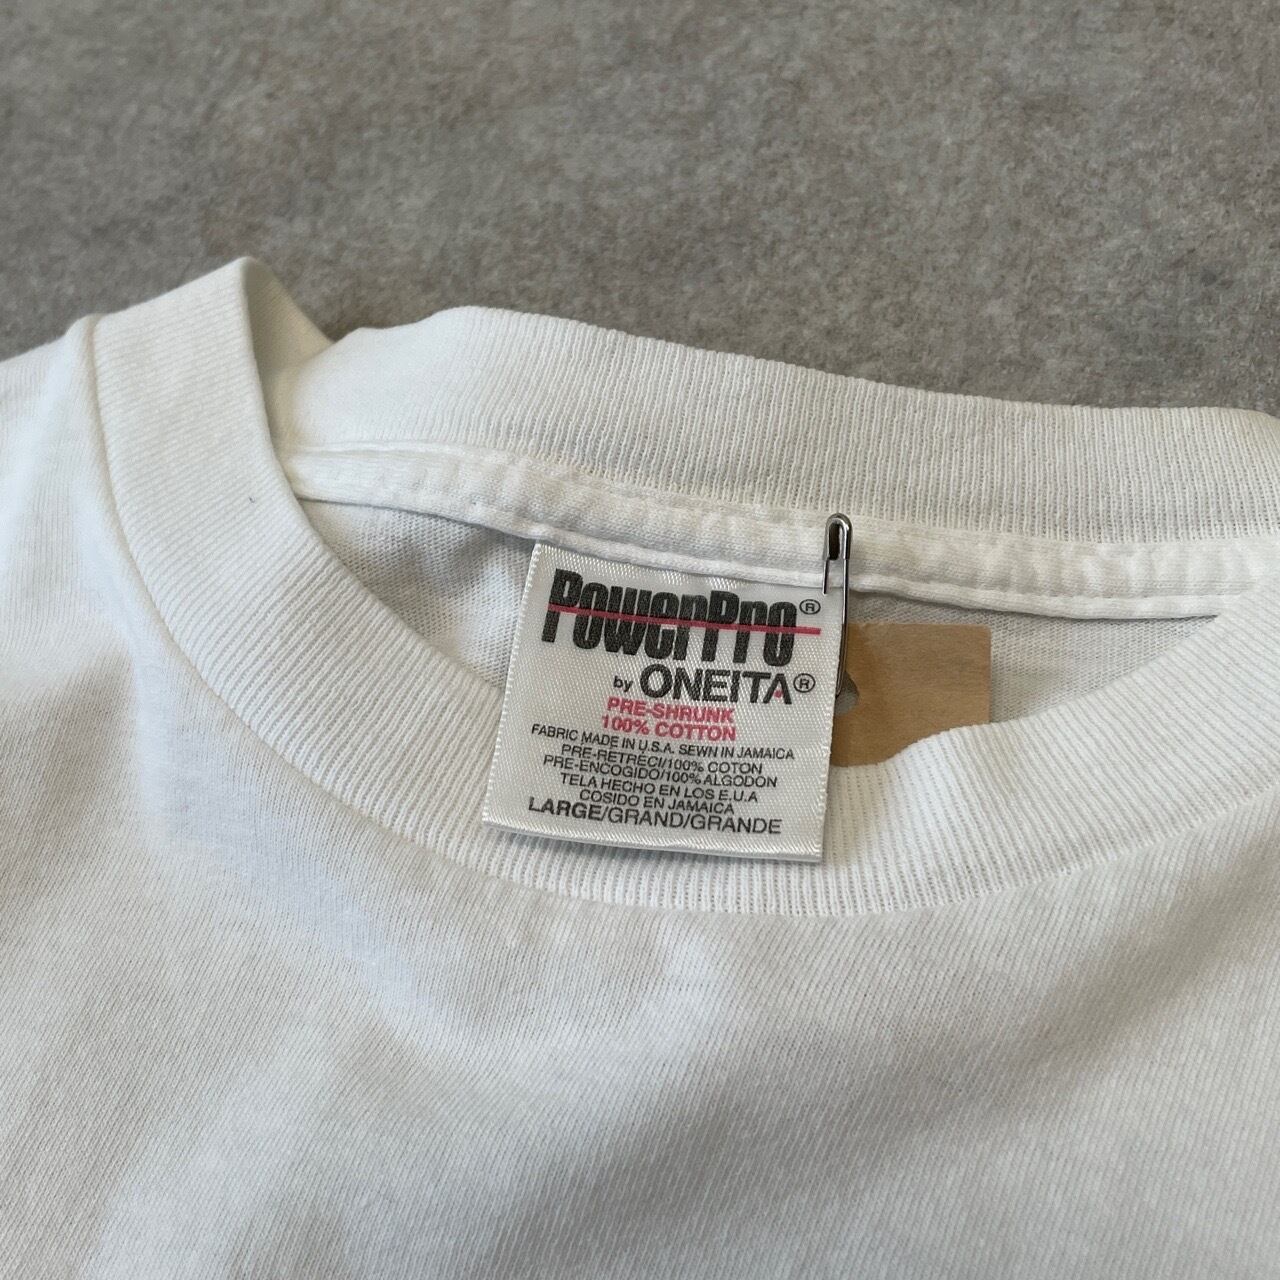 PowerPro®
by ONEITA®
PRE-SHRUNK
100% COTTON
FABRIC MADE IN U.S.A. SEWN IN JAMAICA
PRE-RETRÉCI/100% COTON
PRE-ENCOGIDO/100% ALGODON
TELA HECHO EN LOS E.U.A
COSIDO EN JAMAICA
LARGE/GRAND/GRANDE